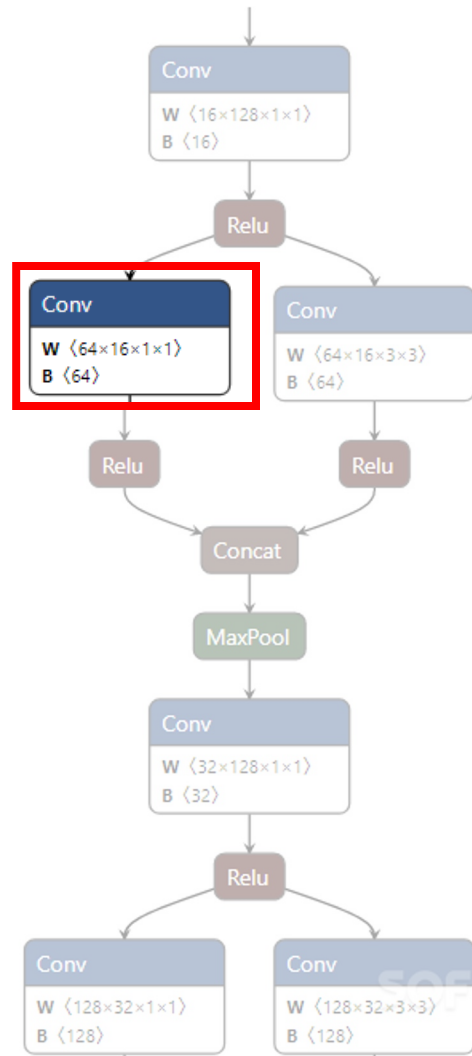 Conv
W 〈16×128×1×1〉
B 〈16〉
Relu
Conv
W 〈64×16×1×1〉
B 〈64〉
Conv
W 〈64×16×3×3〉
B 〈64〉
Relu
Relu
Concat
MaxPool
Conv
W 〈32×128×1×1〉
B 〈32〉
Relu
Conv
W 〈128×32×1×1〉
B 〈128〉
Conv
W 〈128×32×3×3〉
B 〈128〉
SOF